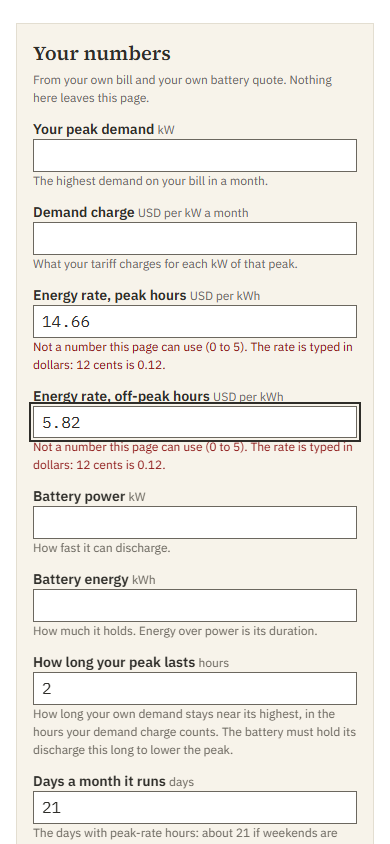 Your numbers
From your own bill and your own battery quote. Nothing
here leaves this page.
Your peak demand kW
The highest demand on your bill in a month.
Demand charge USD per kW a month
What your tariff charges for each kW of that peak.
Energy rate, peak hours USD per kWh
14.66
Not a number this page can use (0 to 5). The rate is typed in
dollars: 12 cents is 0.12.
Energy rate, off-peak hours USD per kWh
5.82
Not a number this page can use (0 to 5). The rate is typed in
dollars: 12 cents is 0.12.
Battery power kW
How fast it can discharge.
Battery energy kWh
How much it holds. Energy over power is its duration.
How long your peak lasts hours
2
How long your own demand stays near its highest, in the
hours your demand charge counts. The battery must hold its
discharge this long to lower the peak.
Days a month it runs days
21
The days with peak-rate hours: about 21 if weekends are